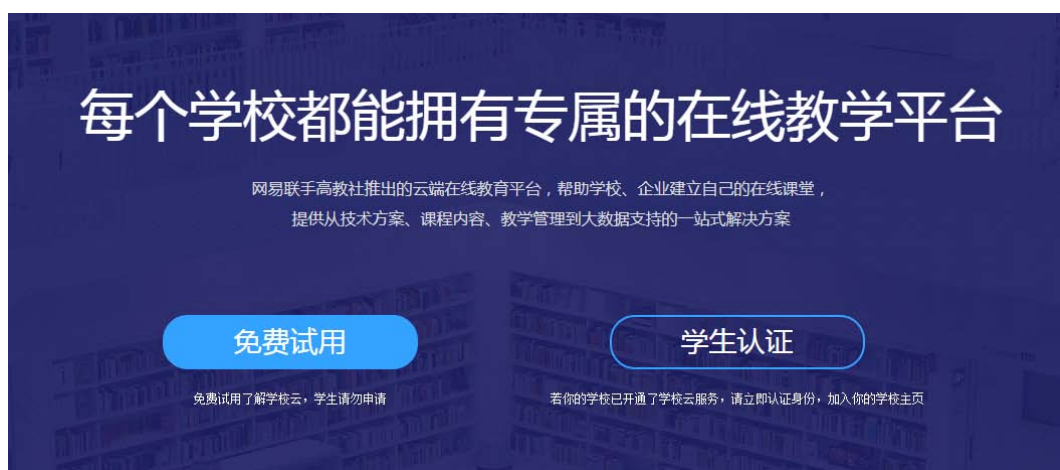 每个学校都能拥有专属的在线教学平台
网易联手高教社推出的云端在线教育平台，帮助学校、企业建立自己的在线课堂，
提供从技术方案、课程内容、教学管理到大数据支持的一站式解决方案
免费试用
学生认证
免费试用了解学校云，学生请勿申请
若你的学校已开通了学校云服务，请立即认证身份，加入你的学校主页